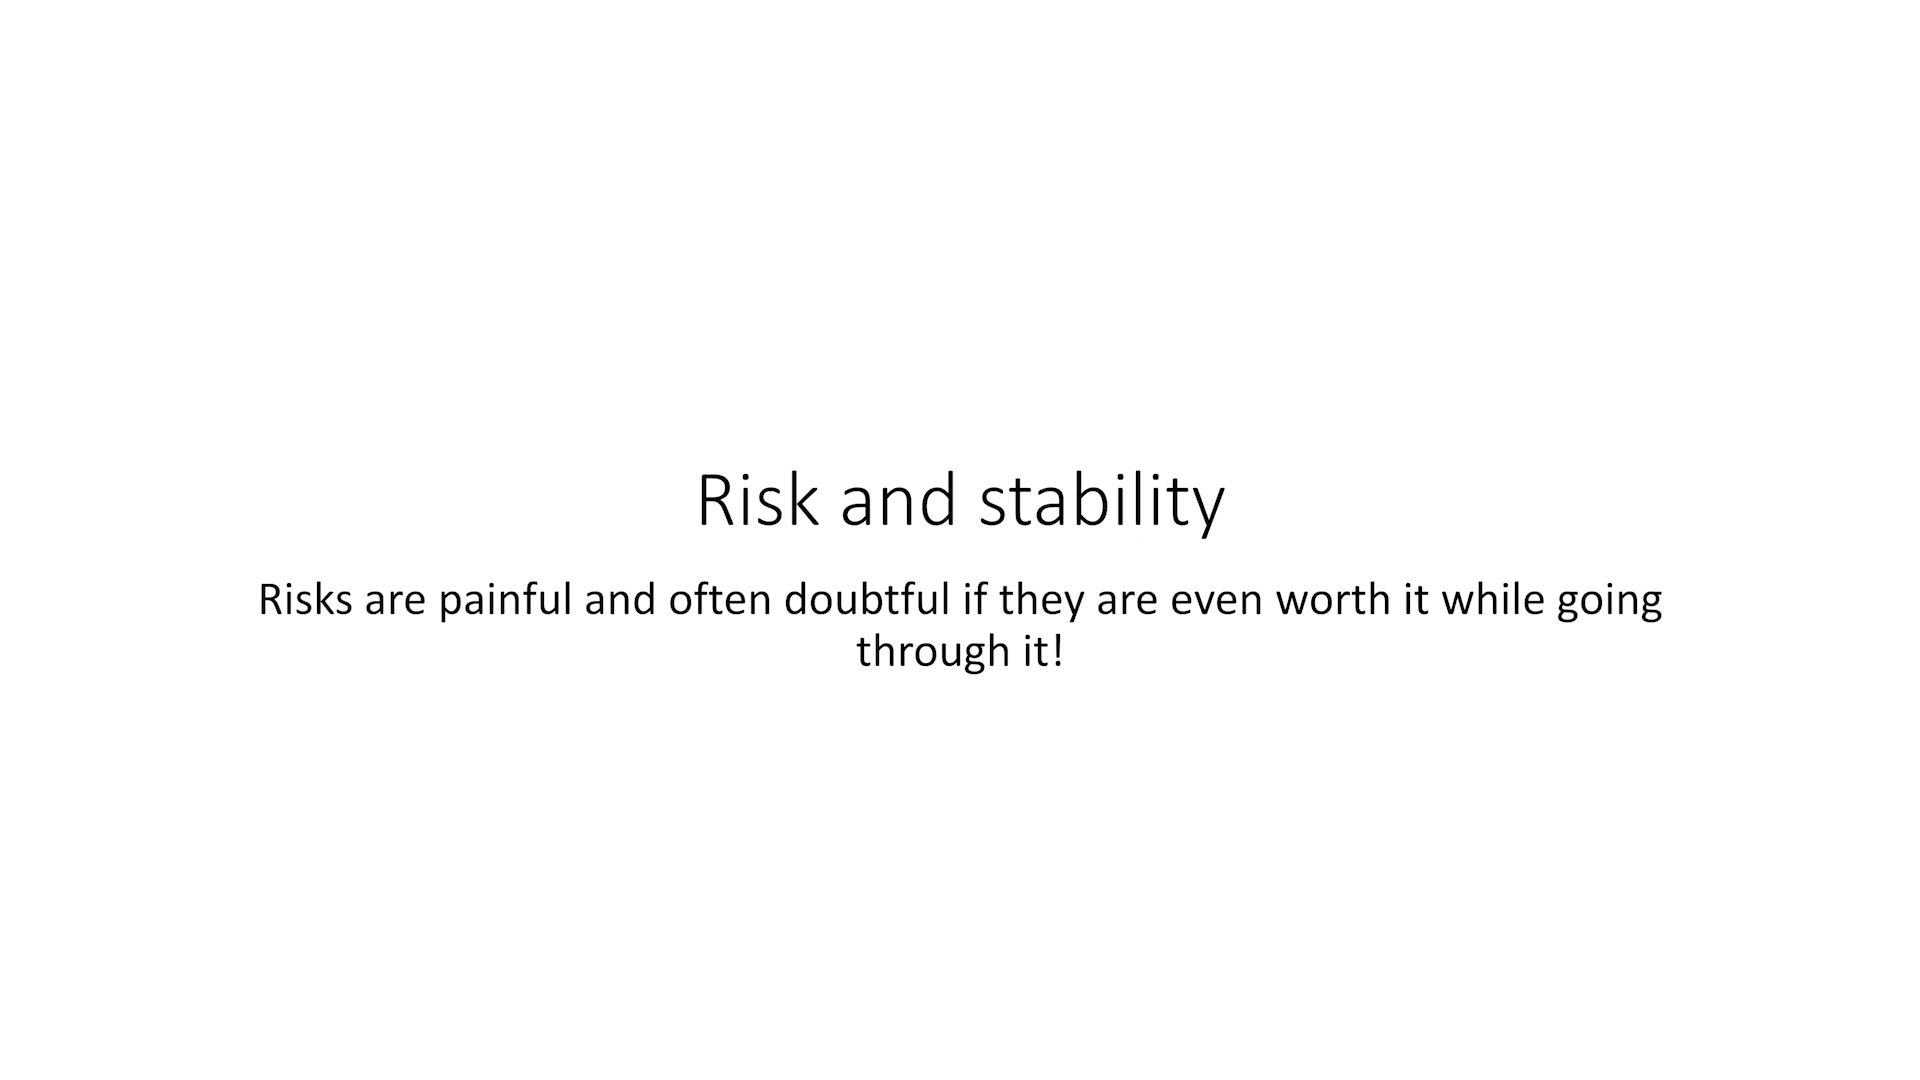 Risk and stability
Risks are painful and often doubtful if they are even worth it while going
through it!